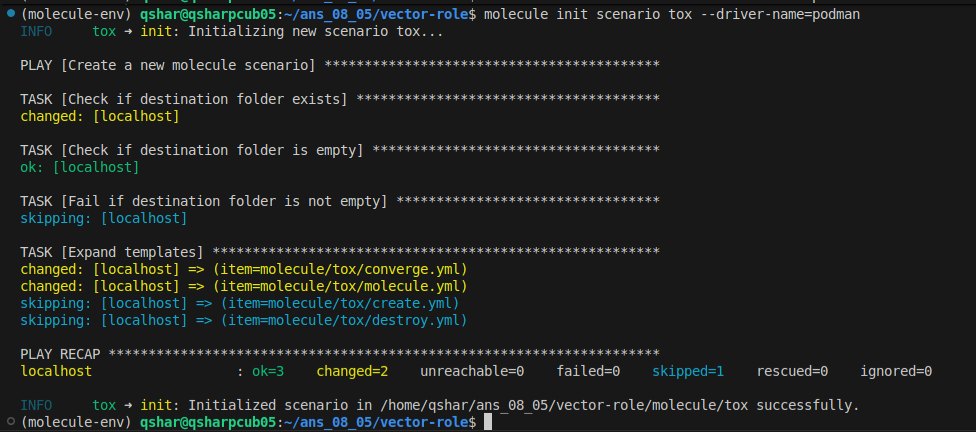 (molecule-env) qshar@qsharpcub05:~/ans_08_05/vector-role$ molecule init scenario tox --driver-name=podman
INFO     tox ➜ init: Initializing new scenario tox...
PLAY [Create a new molecule scenario] ******************************************
TASK [Check if destination folder exists] **************************************
changed: [localhost]
TASK [Check if destination folder is empty] ************************************
ok: [localhost]
TASK [Fail if destination folder is not empty] *********************************
skipping: [localhost]
TASK [Expand templates] ********************************************************
changed: [localhost] => (item=molecule/tox/converge.yml)
changed: [localhost] => (item=molecule/tox/molecule.yml)
skipping: [localhost] => (item=molecule/tox/create.yml)
skipping: [localhost] => (item=molecule/tox/destroy.yml)
PLAY RECAP *********************************************************************
localhost                  : ok=3    changed=2    unreachable=0    failed=0    skipped=1    rescued=0    ignored=0
INFO     tox ➜ init: Initialized scenario in /home/qshar/ans_08_05/vector-role/molecule/tox successfully.
(molecule-env) qshar@qsharpcub05:~/ans_08_05/vector-role$